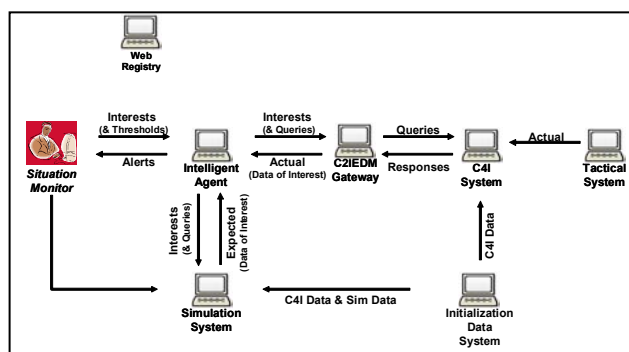 Web
Registry
Interests
(& Thresholds)
Alerts
Situation
Monitor
Intelligent
Agent
Interests
(& Queries)
Actual
(Data of Interest)
C2IEDM
Gateway
Queries
Responses
C4I
System
Actual
Tactical
System
Interests
(& Queries)
Expected
(Data of Interest)
C4I Data
Simulation
System
C4I Data & Sim Data
Initialization
Data
System